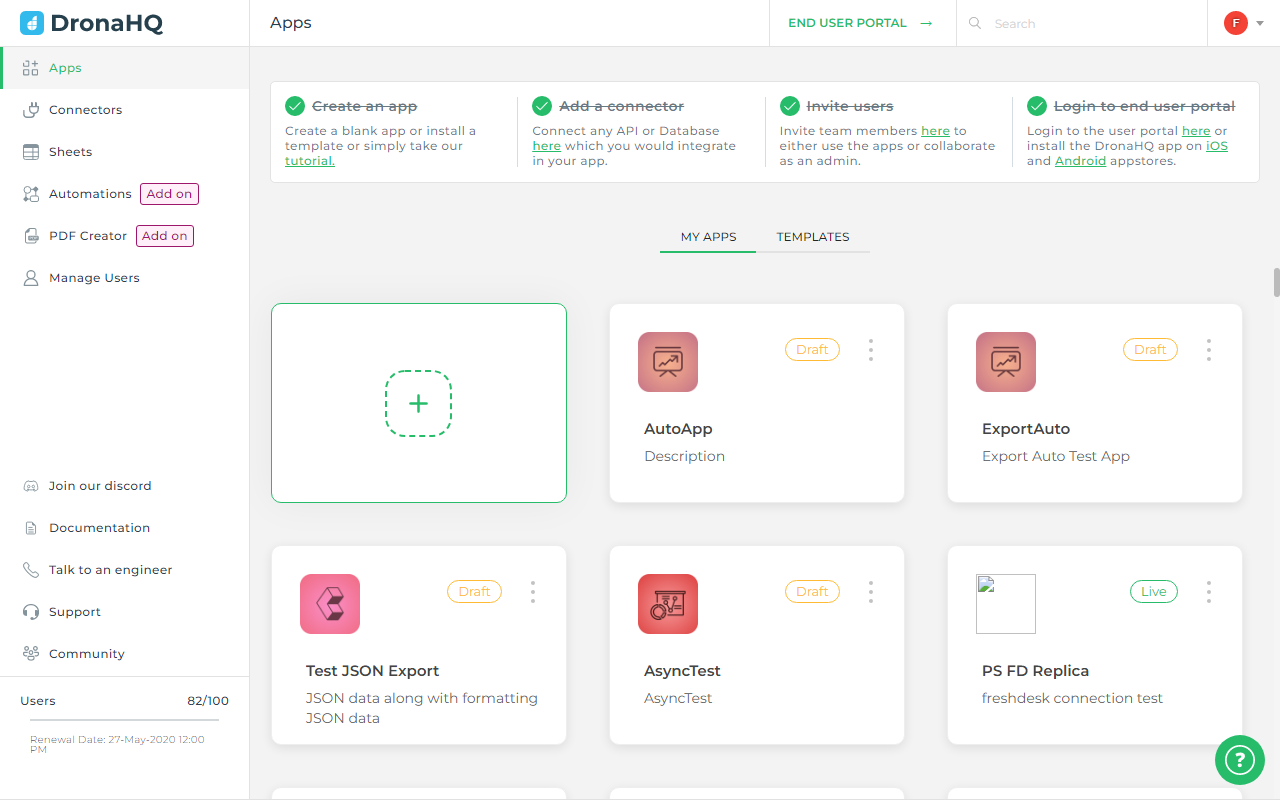 DronaHQ
Apps
END USER PORTAL →
Search
F
Apps
Connectors
Sheets
Automations Add on
PDF Creator Add on
Manage Users
Join our discord
Documentation
Talk to an engineer
Support
Community
Users 82/100
Renewal Date: 27-May-2020 12:00
PM
Create an app
Create a blank app or install a
template or simply take our
tutorial.
Add a connector
Connect any API or Database
here which you would integrate
in your app.
Invite users
Invite team members here to
either use the apps or collaborate
as an admin.
Login to end user portal
Login to the user portal here or
install the DronaHQ app on iOS
and Android appstores.
MY APPS TEMPLATES
+
Draft
AutoApp
Description
Draft
ExportAuto
Export Auto Test App
Draft
Test JSON Export
JSON data along with formatting
JSON data
Draft
AsyncTest
AsyncTest
Live
PS FD Replica
freshdesk connection test
?